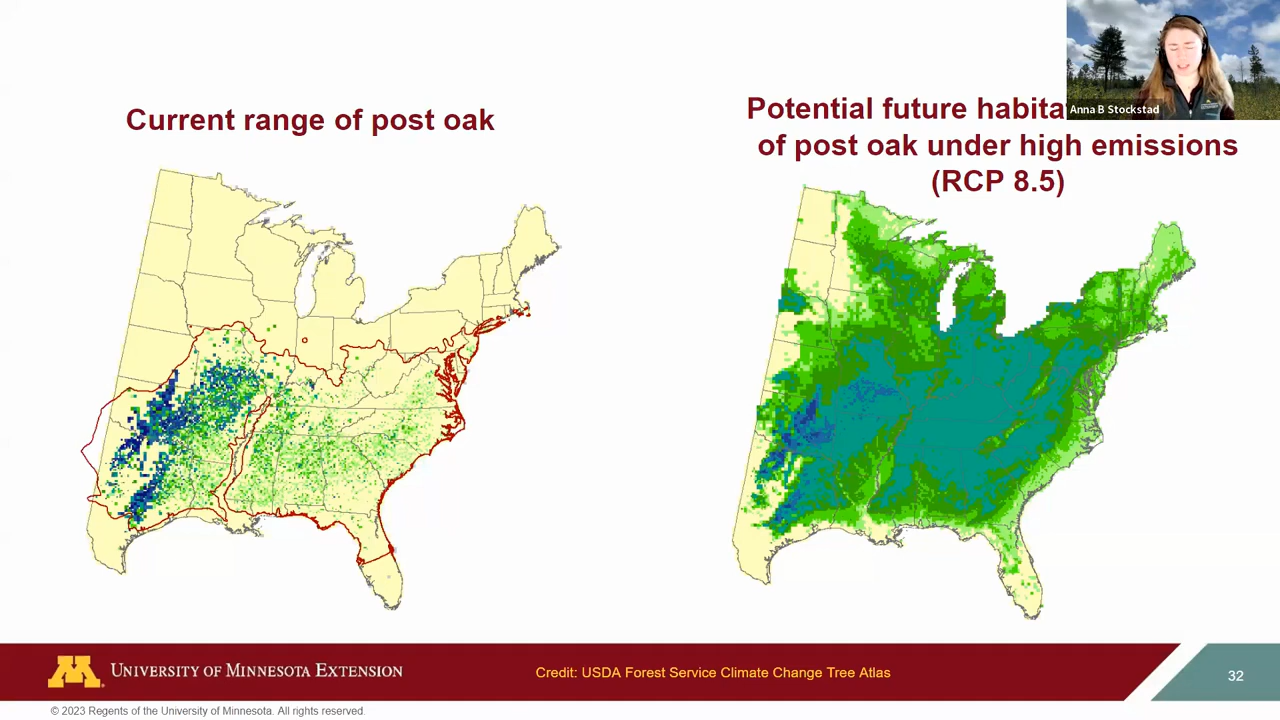 Current range of post oak
Potential future habita
of post oak under high emissions
(RCP 8.5)
Anna B Stockstad
M
UNIVERSITY OF MINNESOTA EXTENSION
Credit: USDA Forest Service Climate Change Tree Atlas
32
© 2023 Regents of the University of Minnesota. All rights reserved.